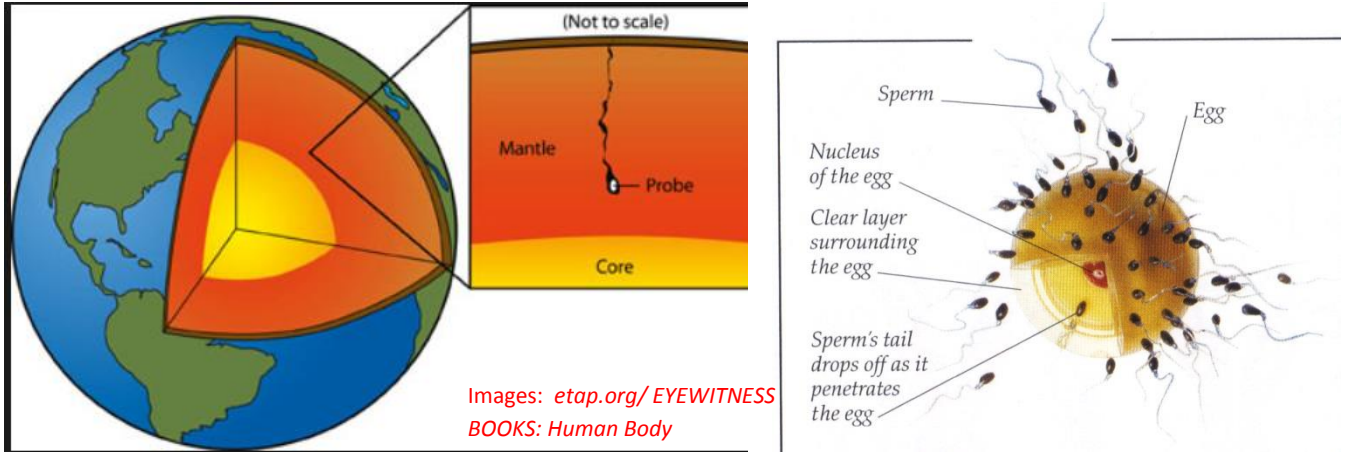 (Not to scale)
Mantle
Probe
Core
Images: etap.org/ EYEWITNESS
BOOKS: Human Body
Sperm
Egg
Nucleus
of the egg
Clear layer
surrounding
the egg
Sperm's tail
drops off as it
penetrates
the egg